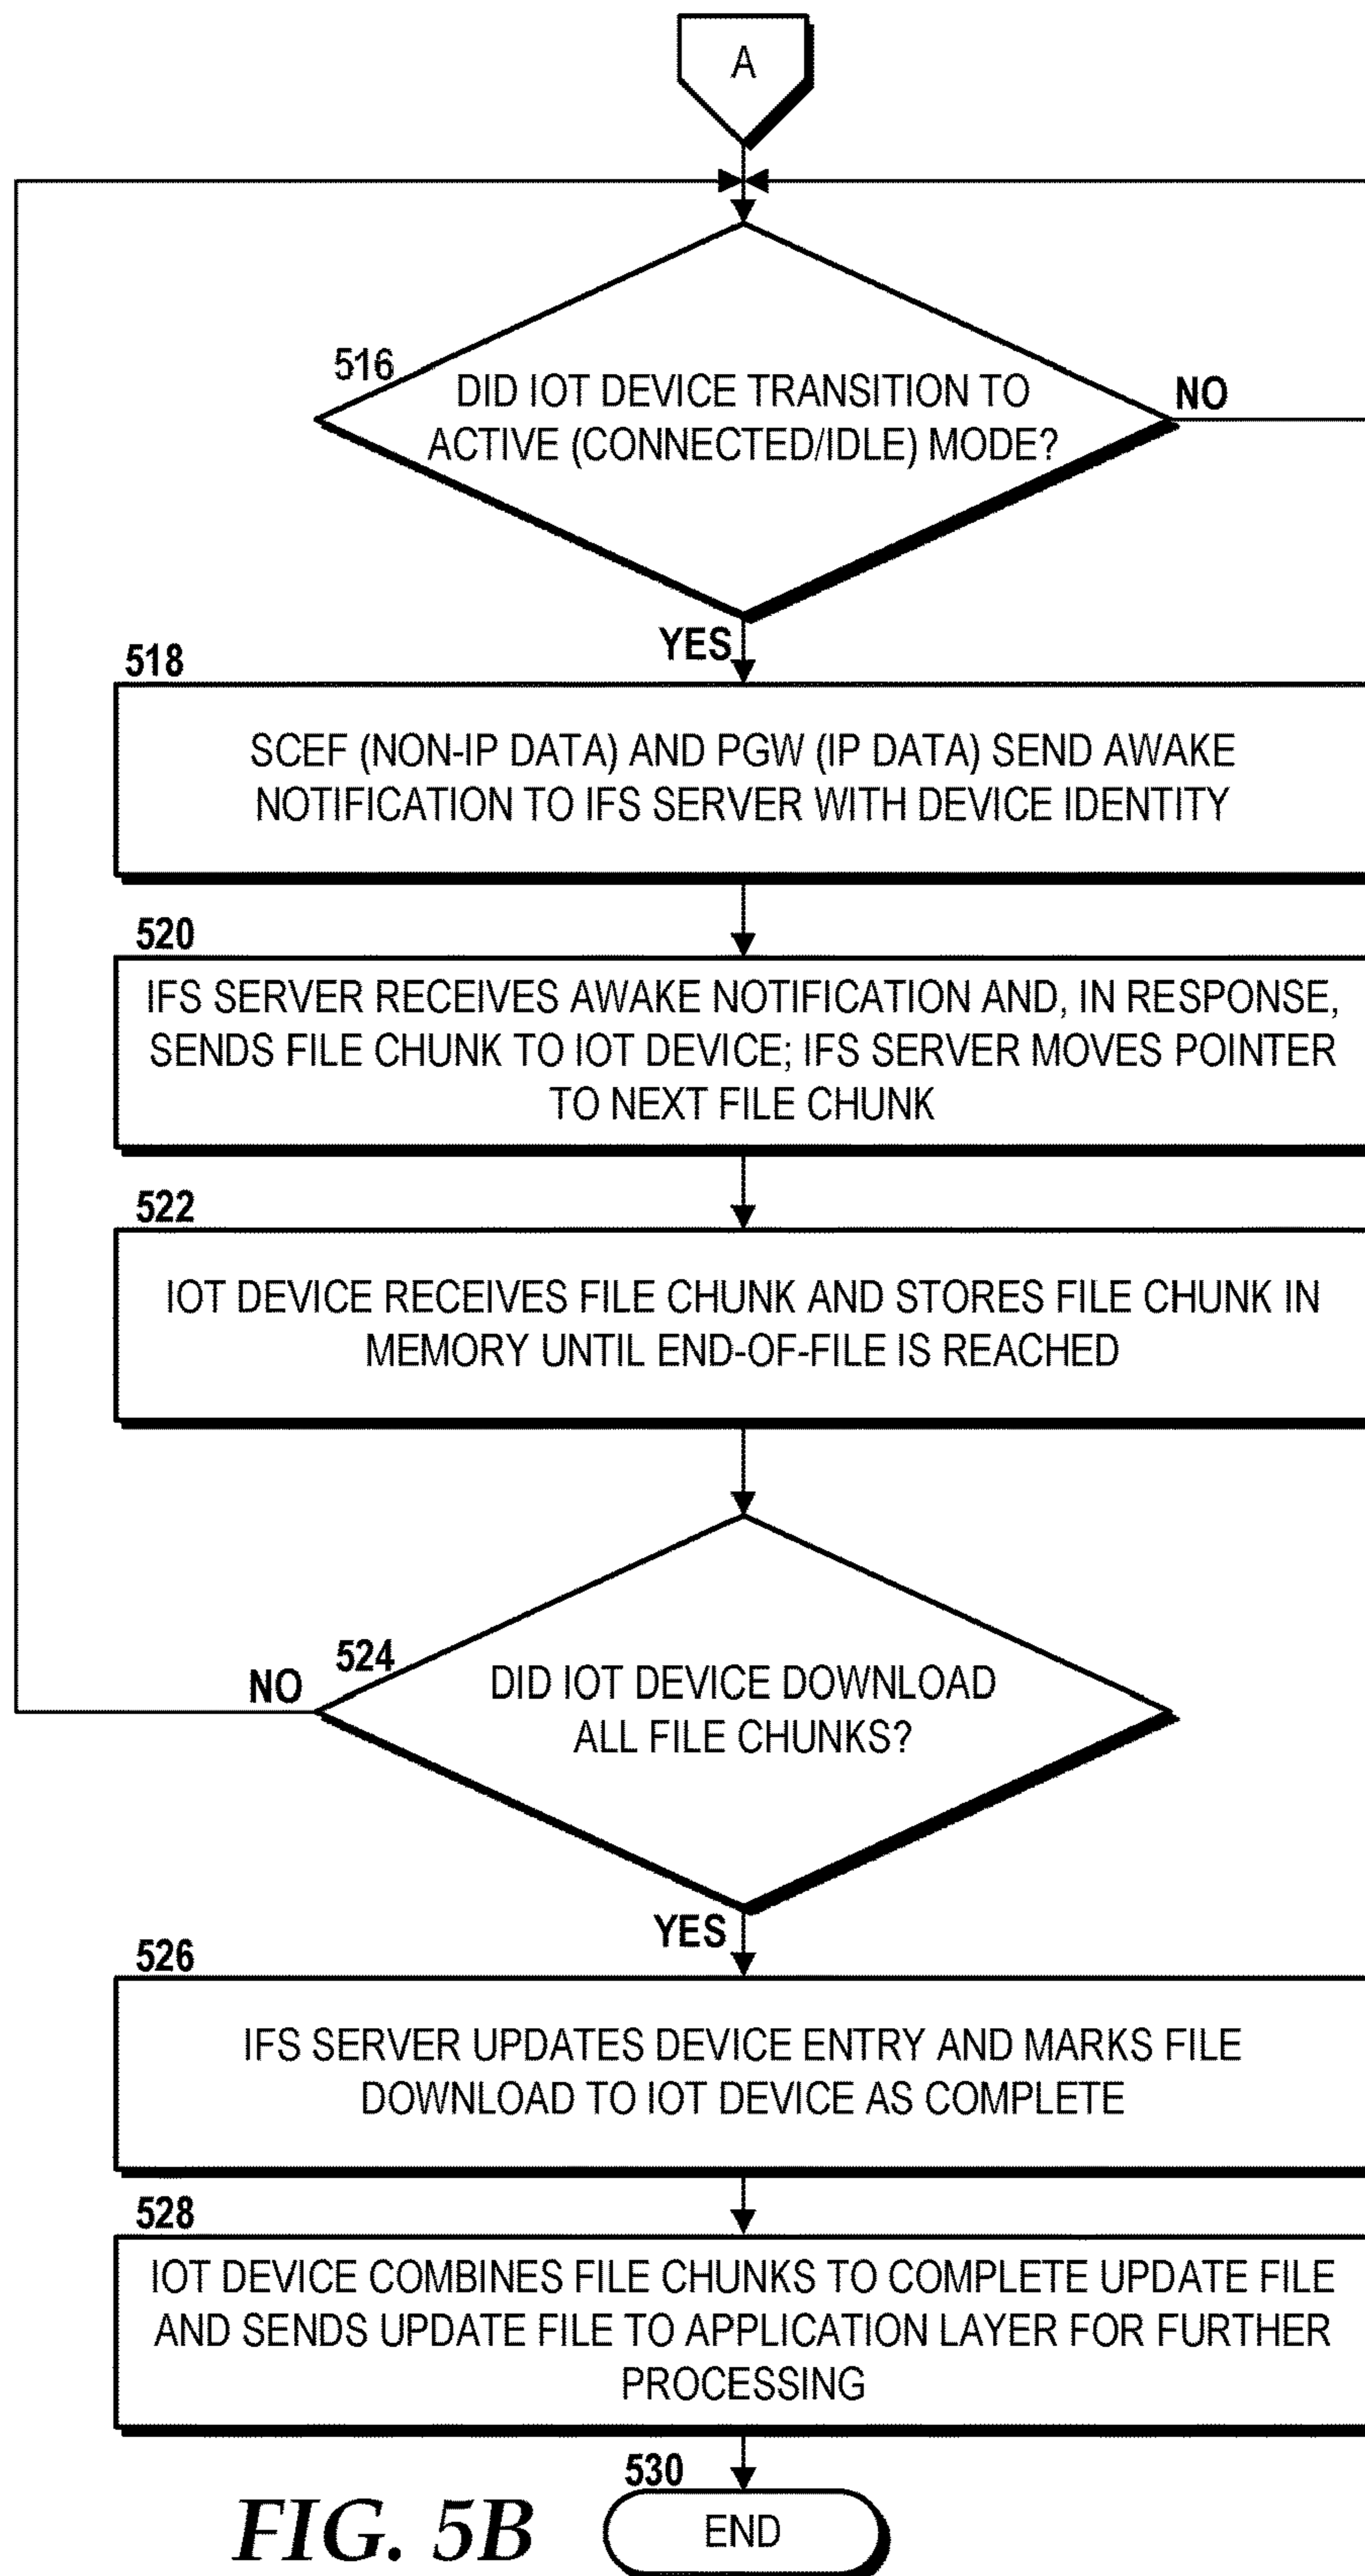 A
516
DID IOT DEVICE TRANSITION TO
ACTIVE (CONNECTED/IDLE) MODE?
NO
YES
518
SCEF (NON-IP DATA) AND PGW (IP DATA) SEND AWAKE
NOTIFICATION TO IFS SERVER WITH DEVICE IDENTITY
520
IFS SERVER RECEIVES AWAKE NOTIFICATION AND, IN RESPONSE,
SENDS FILE CHUNK TO IOT DEVICE; IFS SERVER MOVES POINTER
TO NEXT FILE CHUNK
522
IOT DEVICE RECEIVES FILE CHUNK AND STORES FILE CHUNK IN
MEMORY UNTIL END-OF-FILE IS REACHED
524
NO
DID IOT DEVICE DOWNLOAD
ALL FILE CHUNKS?
YES
526
IFS SERVER UPDATES DEVICE ENTRY AND MARKS FILE
DOWNLOAD TO IOT DEVICE AS COMPLETE
528
IOT DEVICE COMBINES FILE CHUNKS TO COMPLETE UPDATE FILE
AND SENDS UPDATE FILE TO APPLICATION LAYER FOR FURTHER
PROCESSING
530
END
FIG. 5B